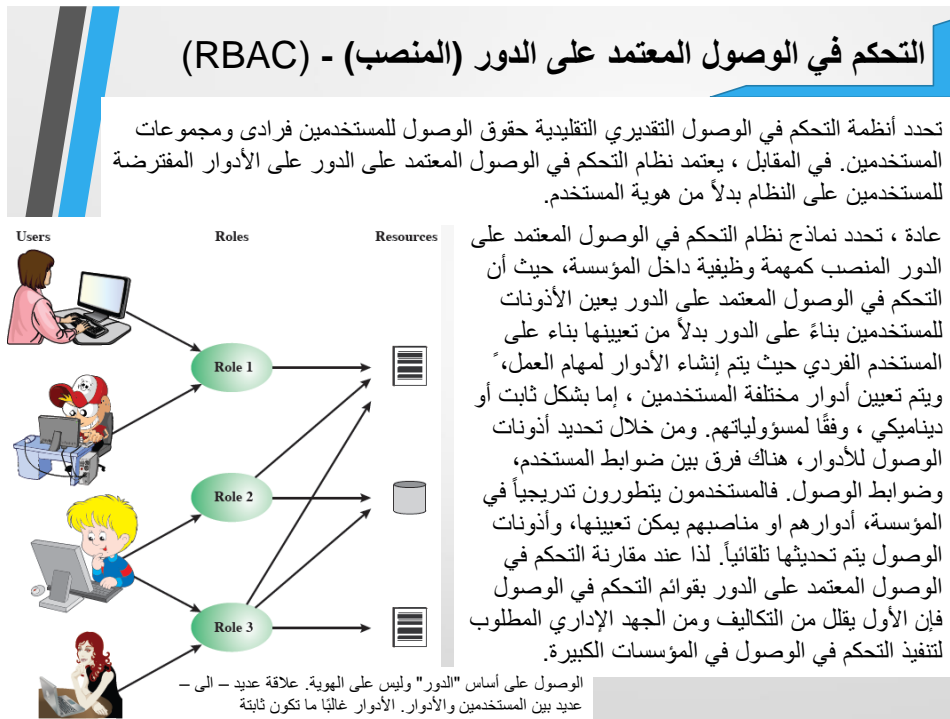 التحكم في الوصول المعتمد على الدور (المنصب) - (RBAC)
تحدد أنظمة التحكم في الوصول التقديري التقليدية حقوق الوصول للمستخدمين فرادى ومجموعات
المستخدمين. في المقابل ، يعتمد نظام التحكم في الوصول المعتمد على الدور على الأدوار المفترضة
للمستخدمين على النظام بدلاً من هوية المستخدم.
عادة ، تحدد نماذج نظام التحكم في الوصول المعتمد على
الدور المنصب كمهمة وظيفية داخل المؤسسة، حيث أن
التحكم في الوصول المعتمد على الدور يعين الأذونات
للمستخدمين بناءً على الدور بدلاً من تعيينها بناء على
المستخدم الفردي حيث يتم إنشاء الأدوار لمهام العمل، ً
ويتم تعيين أدوار مختلفة المستخدمين ، إما بشكل ثابت أو
ديناميكي ، وفقًا لمسؤولياتهم. ومن خلال تحديد أذونات
الوصول للأدوار، هناك فرق بين ضوابط المستخدم،
وضوابط الوصول. فالمستخدمون يتطورون تدريجياً في
المؤسسة، أدوارهم او مناصبهم يمكن تعيينها، وأذونات
الوصول يتم تحديثها تلقائياً. لذا عند مقارنة التحكم في
الوصول المعتمد على الدور بقوائم التحكم في الوصول
فإن الأول يقلل من التكاليف ومن الجهد الإداري المطلوب
لتنفيذ التحكم في الوصول في المؤسسات الكبيرة.
Users Roles Resources
Role 1
Role 2
Role 3
الوصول على أساس "الدور" وليس على الهوية. علاقة عديد – الى –
عديد بين المستخدمين والأدوار. الأدوار غالبًا ما تكون ثابتة